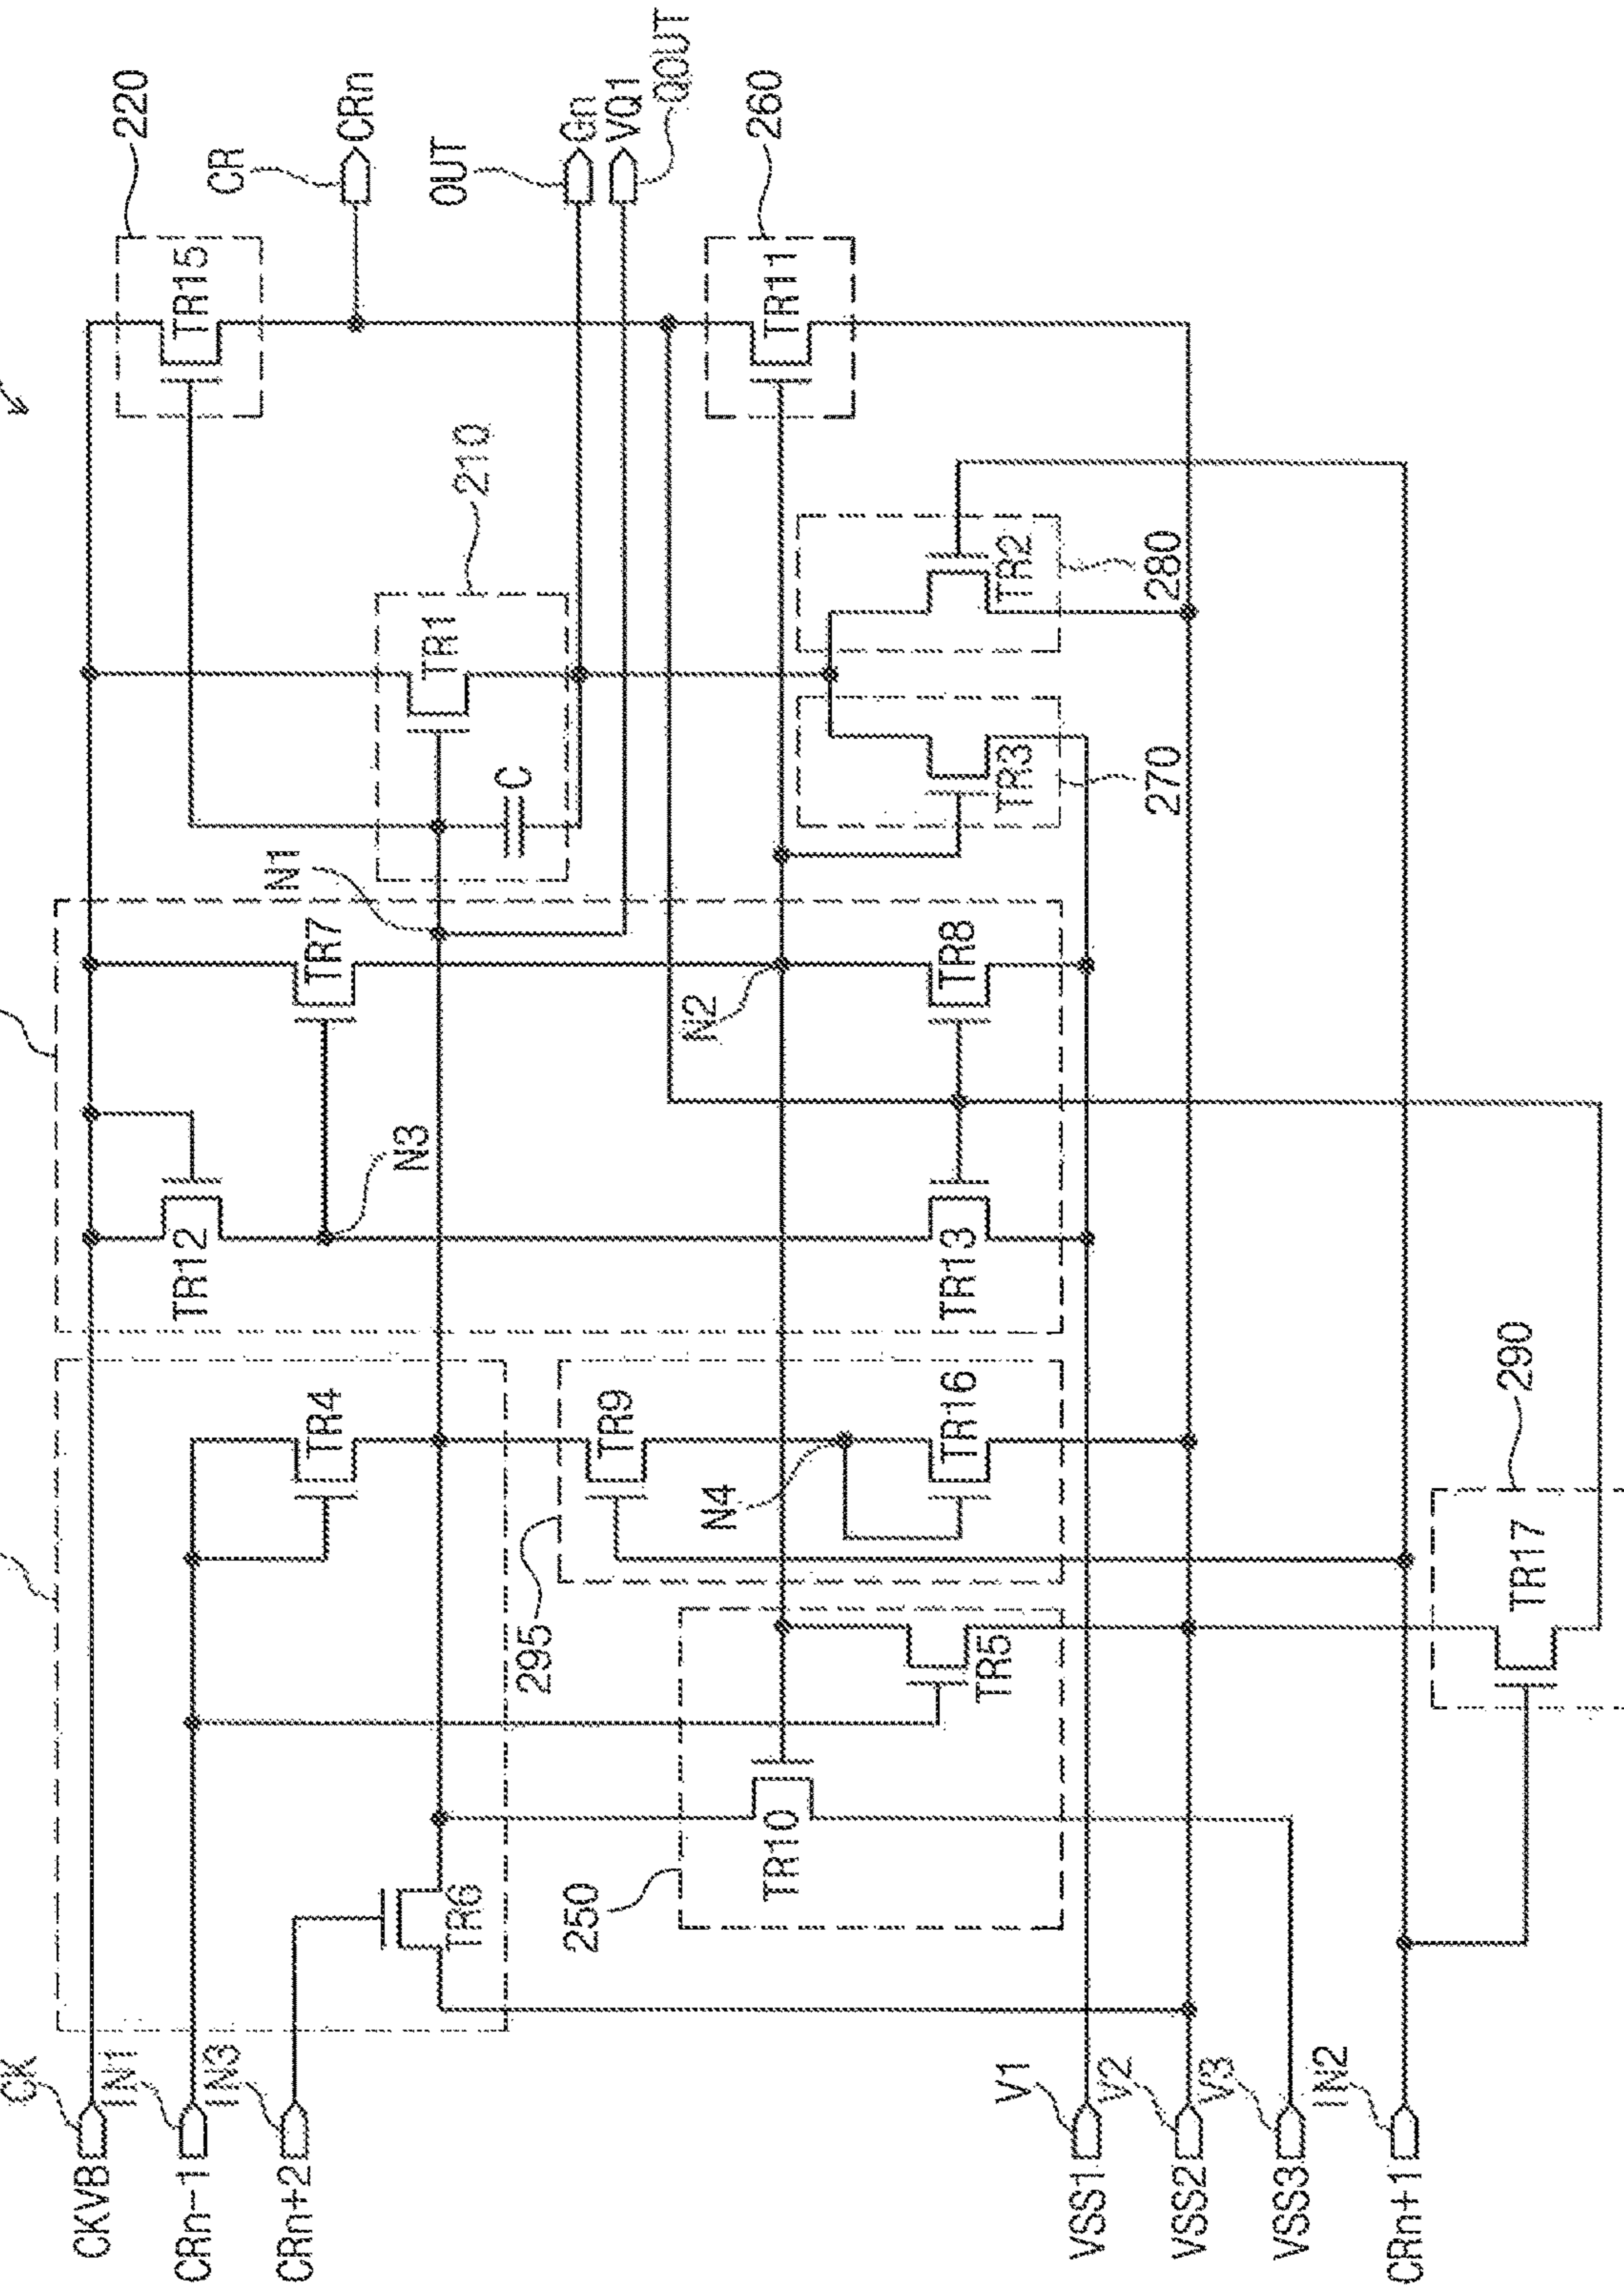 220
CR
CRn
OUT
Gn
VQ1
QOUT
260
TR15
TR11
210
TR1
TR2
280
C
TR3
270
N1
TR7
TR8
N2
N3
TR12
TR13
TR4
TR9
TR16
N4
290
TR17
295
TR5
TR10
250
TR6
CK
CKVB
IN1
CRn-1
IN3
CRn+2
V1
VSS1
V2
VSS2
V3
VSS3
IN2
CRn+1